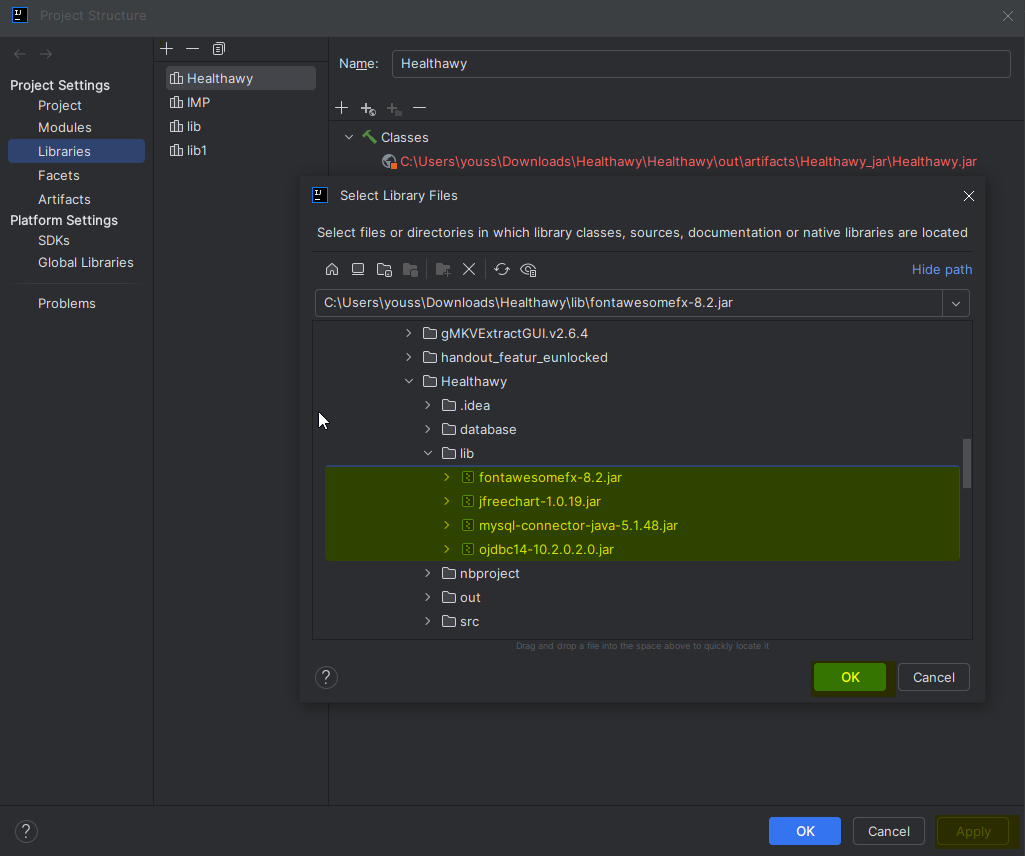 Project Structure
Project Settings
Project
Modules
Libraries
Facets
Artifacts
Platform Settings
SDKs
Global Libraries
Problems
Healthawy
IMP
lib
lib1
Name: Healthawy
Classes
C:\Users\youss\Downloads\Healthawy\Healthawy\out\artifacts\Healthawy_jar\Healthawy.jar
Select Library Files
Select files or directories in which library classes, sources, documentation or native libraries are located
Hide path
C:\Users\youss\Downloads\Healthawy\lib\fontawesomefx-8.2.jar
gMKVExtractGUI.v2.6.4
handout_featur_eunlocked
Healthawy
.idea
database
lib
fontawesomefx-8.2.jar
jfreechart-1.0.19.jar
mysql-connector-java-5.1.48.jar
ojdbc14-10.2.0.2.0.jar
nbproject
out
src
Drag and drop a file into the space above to quickly locate it
? OK Cancel
? OK Cancel Apply